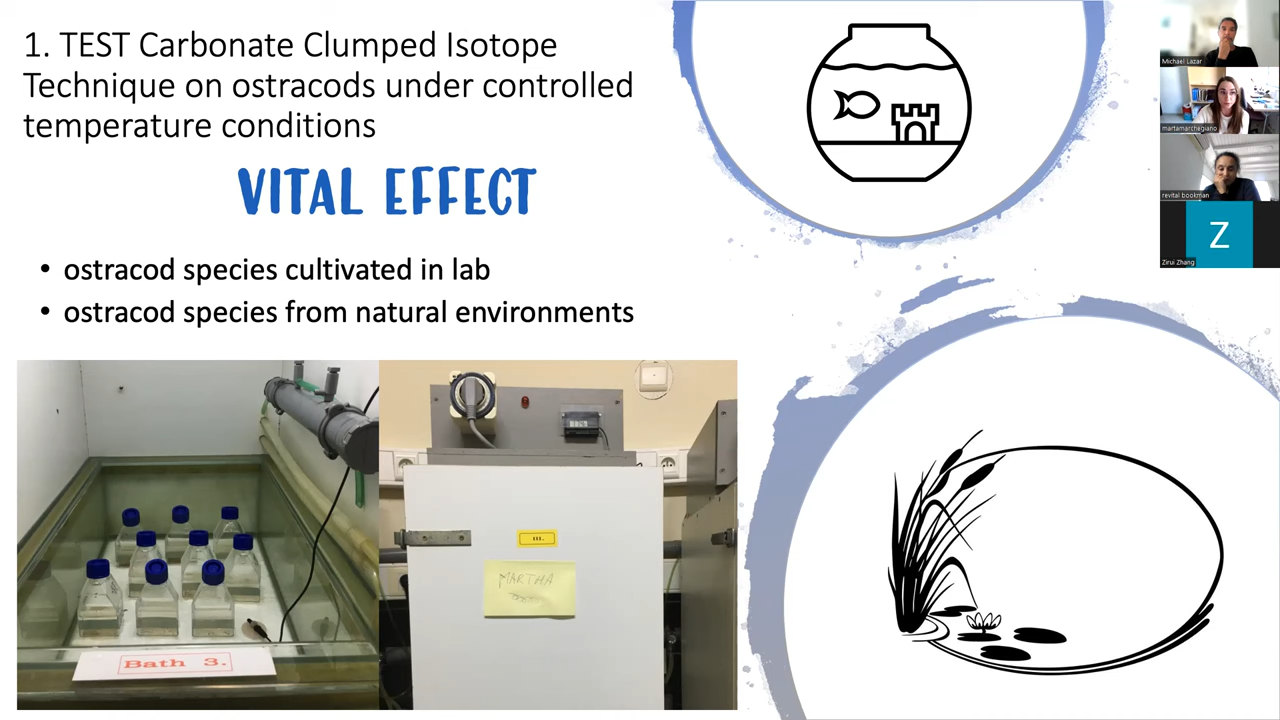 1. TEST Carbonate Clumped Isotope
Technique on ostracods under controlled
temperature conditions
VITAL EFFECT
• ostracod species cultivated in lab
• ostracod species from natural environments
Bath 3.
III.
MARTHA
Michael Lazar
martamarchegiano
revital bookman
Z
Zirui Zhang